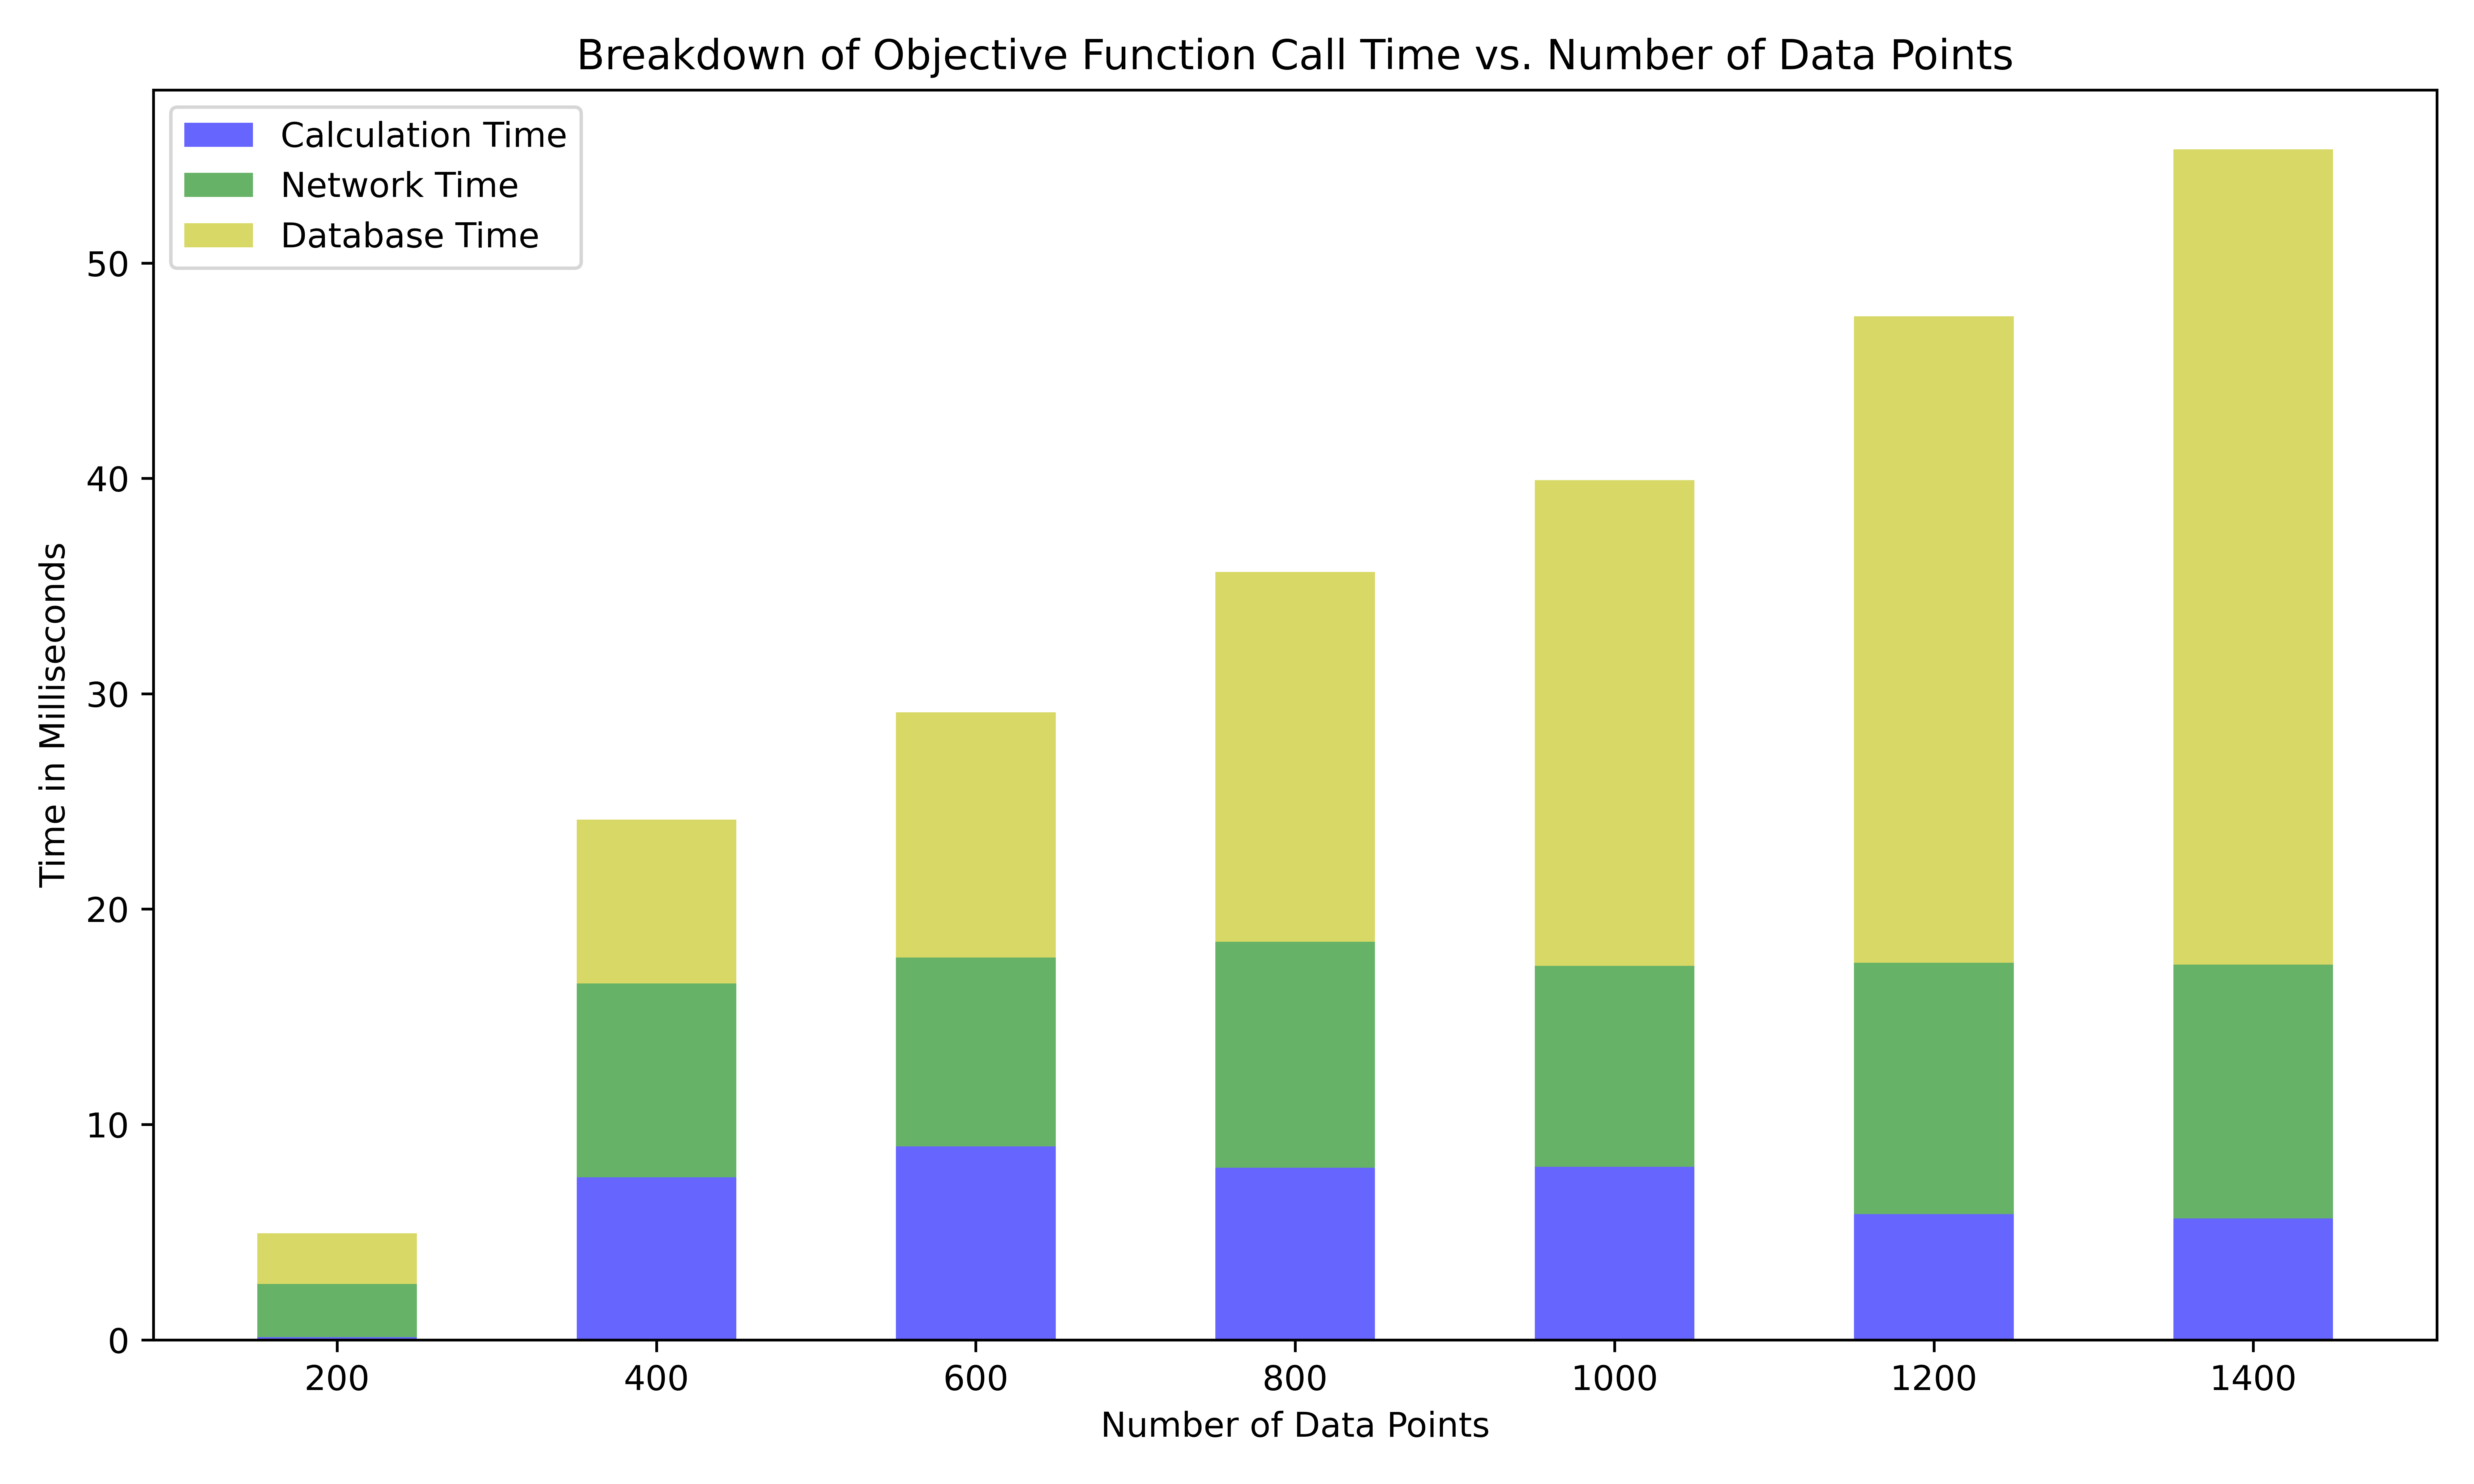 Breakdown of Objective Function Call Time vs. Number of Data Points
Calculation Time
Network Time
Database Time
Time in Milliseconds
50
40
30
20
10
0
200 400 600 800 1000 1200 1400
Number of Data Points